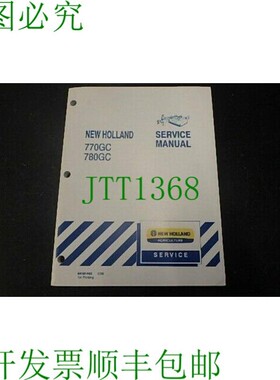 图必究
NEW HOLLAND
SERVICE
MANUAL
770GC
780GC
JTT1368
NEW HOLLAND
AGRICULTURE
SERVICE
开发票顺丰包邮